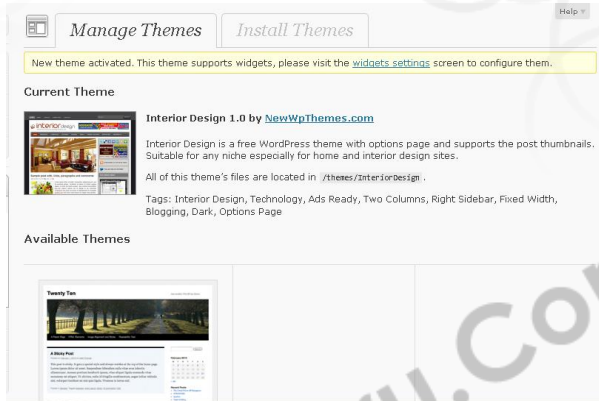 Help
Manage Themes
Install Themes
New theme activated. This theme supports widgets, please visit the widgets settings screen to configure them.
Current Theme
interiordesign
Interior Design 1.0 by NewWpThemes.com
Interior Design is a free WordPress theme with options page and supports the post thumbnails.
Suitable for any niche especially for home and interior design sites.
All of this theme's files are located in /themes/InteriorDesign .
Tags: Interior Design, Technology, Ads Ready, Two Columns, Right Sidebar, Fixed Width,
Blogging, Dark, Options Page
Available Themes
Twenty Ten
A Sticky Post
.Co